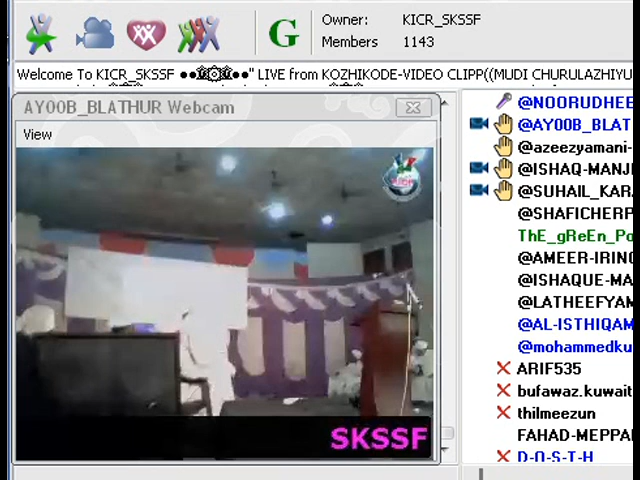 Owner: KICR_SKSSF
G
Members 1143
Welcome To KICR_SKSSF ●●۞●●" LIVE from KOZHIKODE-VIDEO CLIPP((MUDI CHURULAZHIYU
AY00B_BLATHUR Webcam
View
SKSSF
@NOORUDHEE
@AY00B_BLAT
@azeezyamani-
@ISHAQ-MANJ
@SUHAIL_KAR
@SHAFICHERP
ThE_gReEn_Po
@AMEER-IRING
@ISHAQUE-MA
@LATHEEFYAM
@AL-ISTHIQAM
@mohammedku
ARIF535
bufawaz.kuwait
thilmeezun
FAHAD-MEPPA
D-O-S-T-H